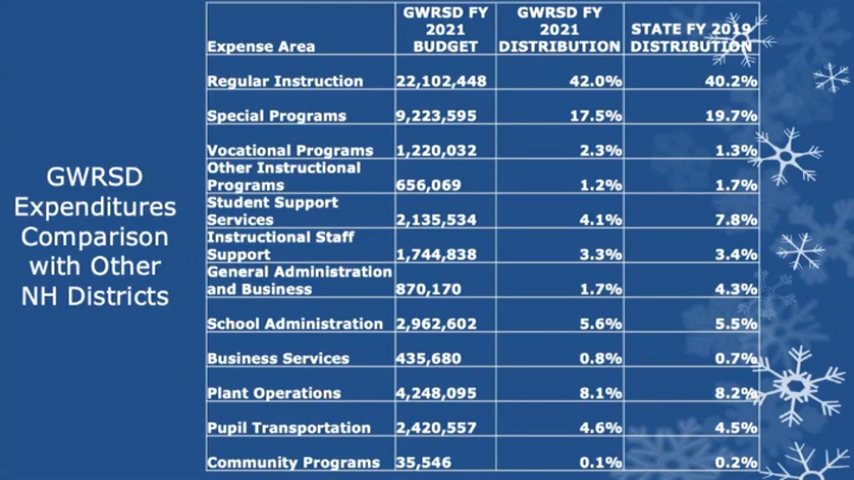 GWRSD
Expenditures
Comparison
with Other
NH Districts
Expense Area | GWRSD FY 2021 BUDGET | GWRSD FY 2021 DISTRIBUTION | STATE FY 2019 DISTRIBUTION
Regular Instruction | 22,102,448 | 42.0% | 40.2%
Special Programs | 9,223,595 | 17.5% | 19.7%
Vocational Programs | 1,220,032 | 2.3% | 1.3%
Other Instructional Programs | 656,069 | 1.2% | 1.7%
Student Support Services | 2,135,534 | 4.1% | 7.8%
Instructional Staff Support | 1,744,838 | 3.3% | 3.4%
General Administration and Business | 870,170 | 1.7% | 4.3%
School Administration | 2,962,602 | 5.6% | 5.5%
Business Services | 435,680 | 0.8% | 0.7%
Plant Operations | 4,248,095 | 8.1% | 8.2%
Pupil Transportation | 2,420,557 | 4.6% | 4.5%
Community Programs | 35,546 | 0.1% | 0.2%